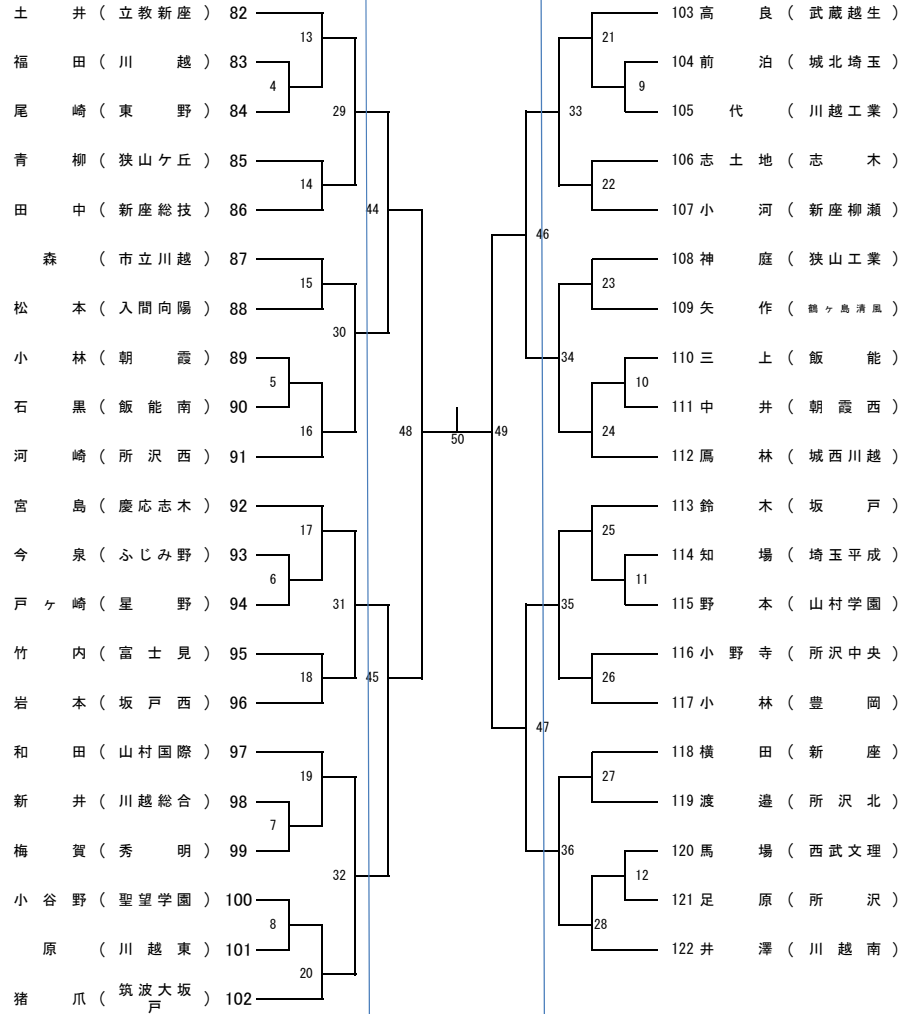 土井（立教新座）82
13
福田（川越）83
4
尾崎（東野）84
29
青柳（狭山ケ丘）85
14
田中（新座総技）86
44
森（市立川越）87
15
松本（入間向陽）88
30
小林（朝霞）89
5
石黒（飯能南）90
16
河崎（所沢西）91
48
宮島（慶応志木）92
17
今泉（ふじみ野）93
6
戸ヶ崎（星野）94
31
竹内（富士見）95
18
45
岩本（坂戸西）96
和田（山村国際）97
19
新井（川越総合）98
7
梅賀（秀明）99
32
小谷野（聖望学園）100
8
原（川越東）101
20
猪爪（筑波大坂戸）102
50
103 高良（武蔵越生）
21
104 前泊（城北埼玉）
9
105 代（川越工業）
33
106 志土地（志木）
22
107 小河（新座柳瀬）
46
108 神庭（狭山工業）
23
109 矢作（鶴ヶ島清風）
34
110 三上（飯能）
10
111 中井（朝霞西）
24
112 鳫林（城西川越）
49
113 鈴木（坂戸）
25
114 知場（埼玉平成）
11
115 野本（山村学園）
35
116 小野寺（所沢中央）
26
117 小林（豊岡）
47
118 横田（新座）
27
119 渡邉（所沢北）
36
120 馬場（西武文理）
12
121 足原（所沢）
28
122 井澤（川越南）